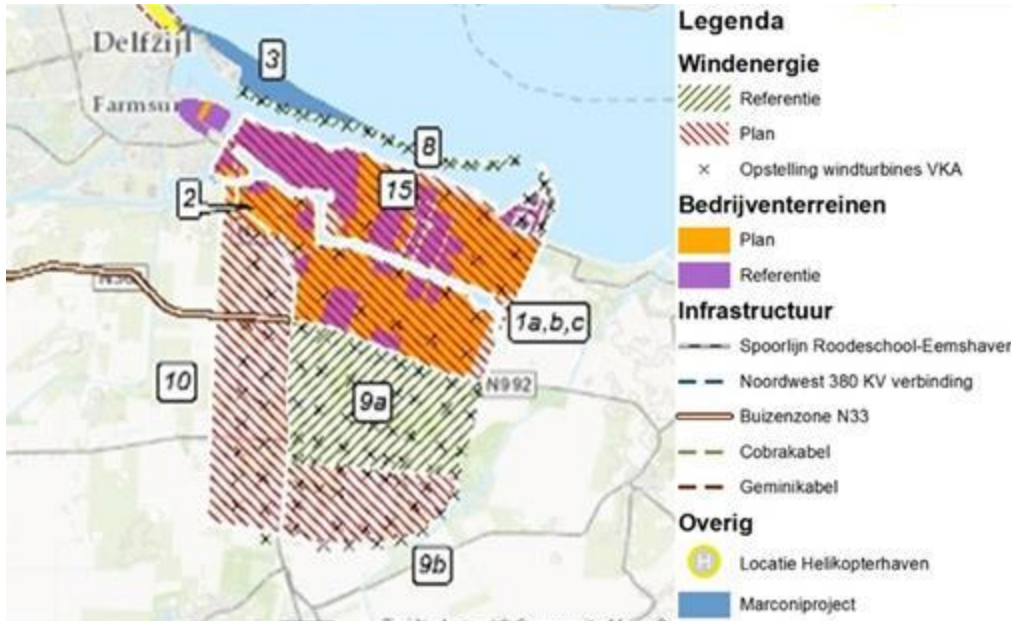 Delfzijl
Farmsu
3
8
15
2
1a,b,c
10
9a
N992
9b
Legenda
Windenergie
Referentie
Plan
Opstelling windturbines VKA
Bedrijventerreinen
Plan
Referentie
Infrastructuur
Spoorlijn Roodeschool-Eemshaven
Noordwest 380 KV verbinding
Buizenzone N33
Cobrakabel
Geminikabel
Overig
H
Locatie Helikopterhaven
Marconiproject